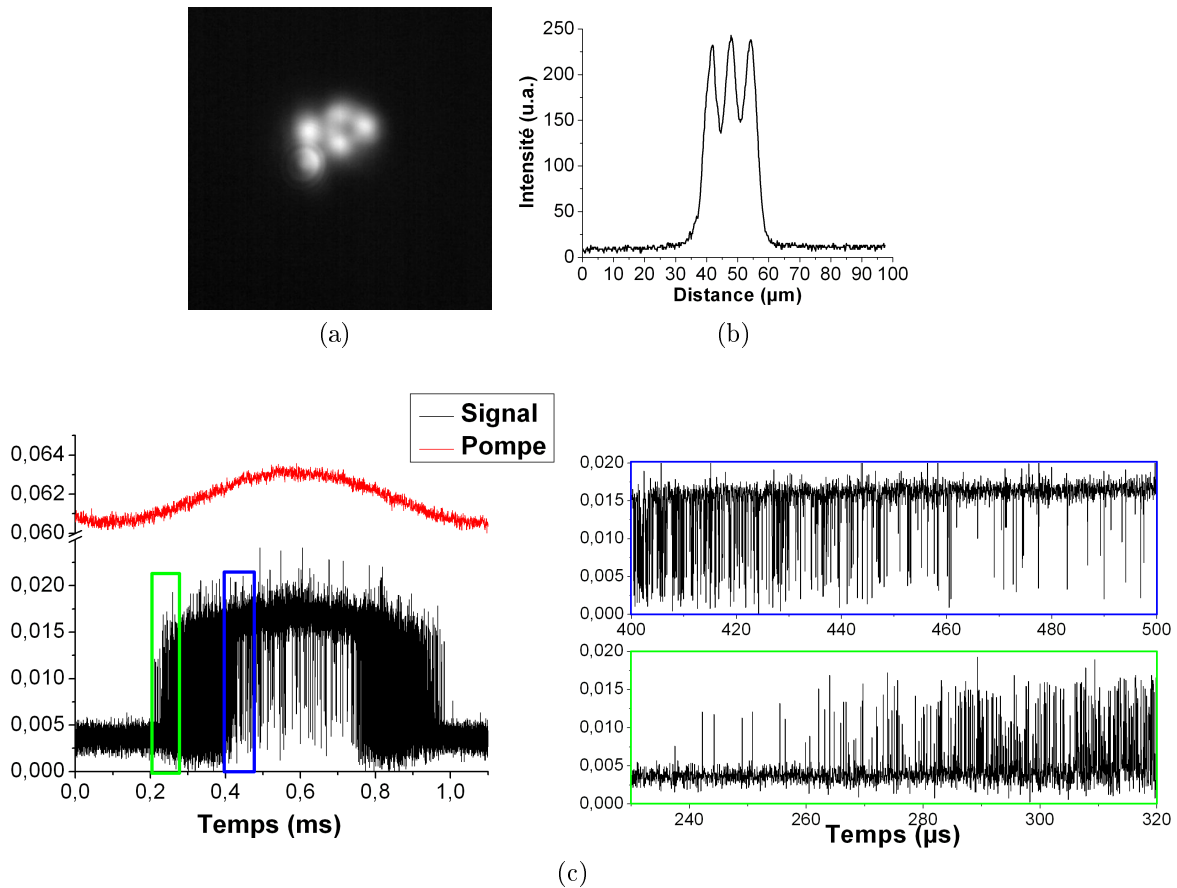 250
200
150
100
50
0
Intensité (u.a.)
0 10 20 30 40 50 60 70 80 90 100
Distance (µm)
(a)
(b)
Signal
Pompe
0,064
0,062
0,060
0,020
0,015
0,010
0,005
0,000
0,0 0,2 0,4 0,6 0,8 1,0
Temps (ms)
0,020
0,015
0,010
0,005
0,000
400 420 440 460 480 500
0,020
0,015
0,010
0,005
0,000
240 260 280 300 320
Temps (µs)
(c)